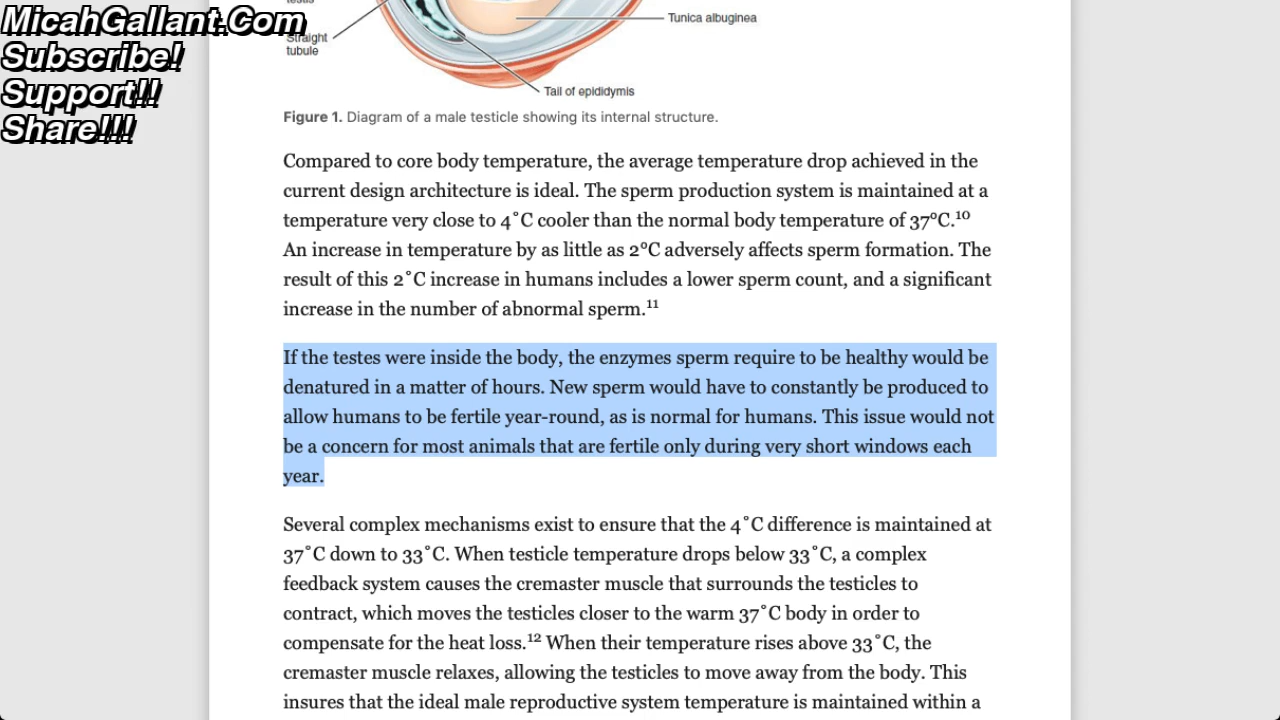 MicahGallant.Com
Subscribe!
Support!!
Share!!!
Straight
tubule
Tunica albuginea
Tail of epididymis
Figure 1. Diagram of a male testicle showing its internal structure.
Compared to core body temperature, the average temperature drop achieved in the
current design architecture is ideal. The sperm production system is maintained at a
temperature very close to 4˚C cooler than the normal body temperature of 37°C.¹⁰
An increase in temperature by as little as 2°C adversely affects sperm formation. The
result of this 2˚C increase in humans includes a lower sperm count, and a significant
increase in the number of abnormal sperm.¹¹
If the testes were inside the body, the enzymes sperm require to be healthy would be
denatured in a matter of hours. New sperm would have to constantly be produced to
allow humans to be fertile year-round, as is normal for humans. This issue would not
be a concern for most animals that are fertile only during very short windows each
year.
Several complex mechanisms exist to ensure that the 4˚C difference is maintained at
37˚C down to 33˚C. When testicle temperature drops below 33˚C, a complex
feedback system causes the cremaster muscle that surrounds the testicles to
contract, which moves the testicles closer to the warm 37˚C body in order to
compensate for the heat loss.¹² When their temperature rises above 33˚C, the
cremaster muscle relaxes, allowing the testicles to move away from the body. This
insures that the ideal male reproductive system temperature is maintained within a